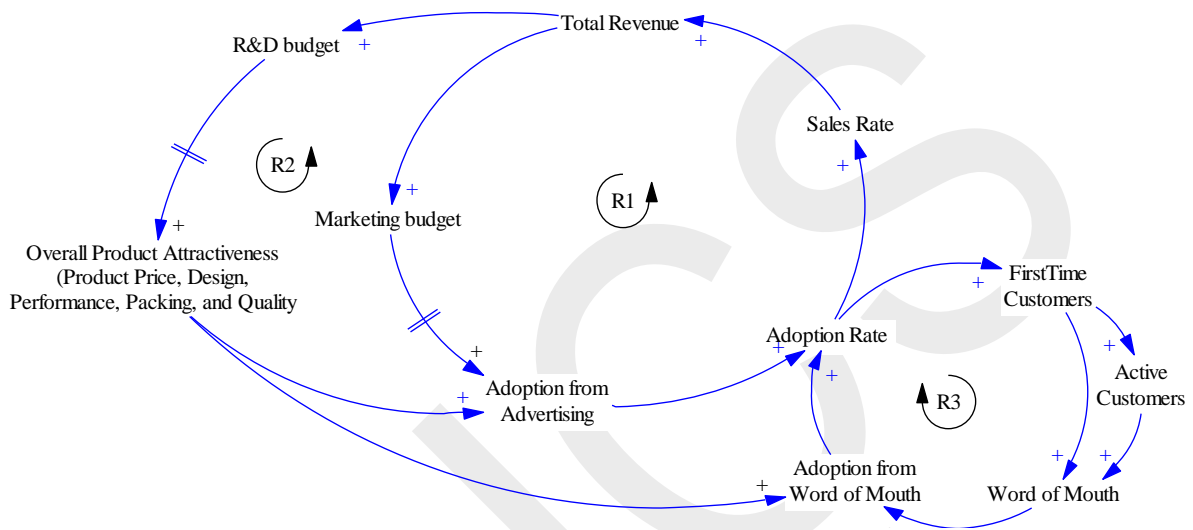 Total Revenue
R&D budget
+
+
Sales Rate
+
R2
R1
+
Marketing budget
+
Overall Product Attractiveness
(Product Price, Design,
Performance, Packing, and Quality
FirstTime
Customers
+
Adoption Rate
+
+
+
+
Active
Customers
Adoption from
Advertising
+
R3
+
+
Adoption from
Word of Mouth
+
Word of Mouth